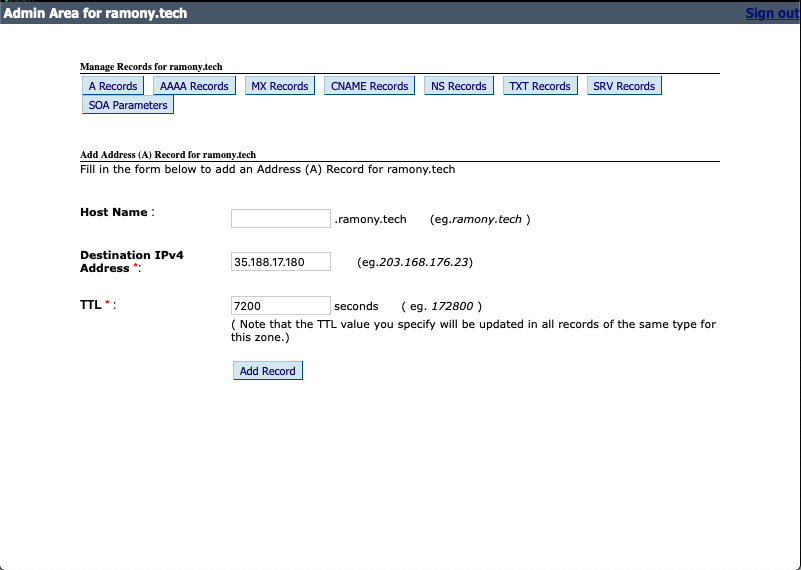 Admin Area for ramony.tech Sign out
Manage Records for ramony.tech
A Records AAAA Records MX Records CNAME Records NS Records TXT Records SRV Records
SOA Parameters
Add Address (A) Record for ramony.tech
Fill in the form below to add an Address (A) Record for ramony.tech
Host Name : .ramony.tech (eg.ramony.tech )
Destination IPv4
Address *: 35.188.17.180 (eg.203.168.176.23)
TTL * : 7200 seconds ( eg. 172800 )
( Note that the TTL value you specify will be updated in all records of the same type for
this zone.)
Add Record